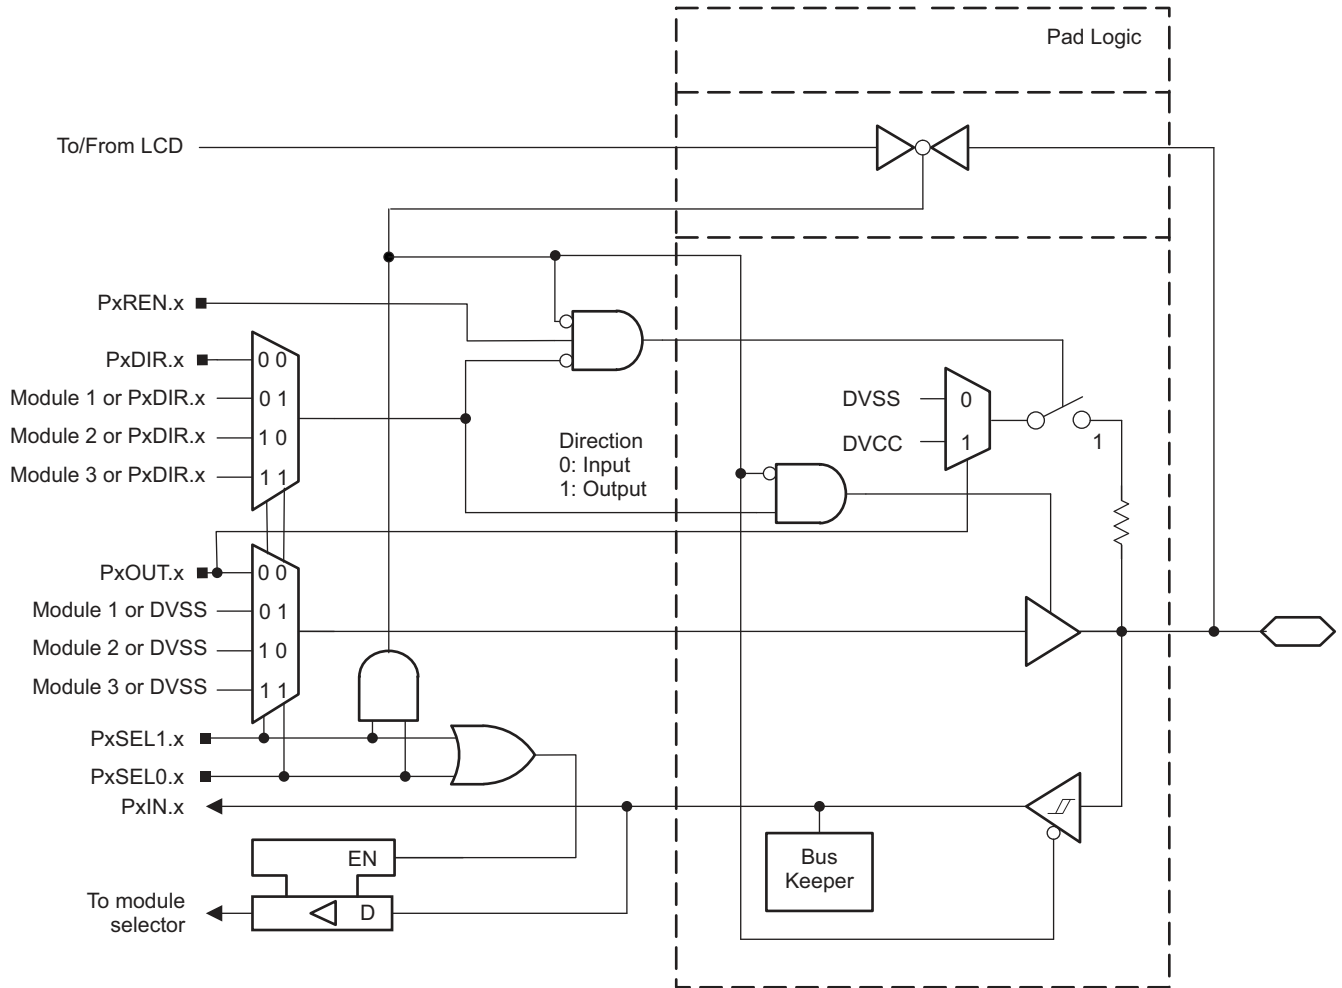 Pad Logic
To/From LCD
PxREN.x
PxDIR.x
0 0
Module 1 or PxDIR.x
0 1
Module 2 or PxDIR.x
1 0
Module 3 or PxDIR.x
1 1
Direction
0: Input
1: Output
DVSS
0
DVCC
1
1
PxOUT.x
0 0
Module 1 or DVSS
0 1
Module 2 or DVSS
1 0
Module 3 or DVSS
1 1
PxSEL1.x
PxSEL0.x
PxIN.x
Bus
Keeper
EN
D
To module
selector